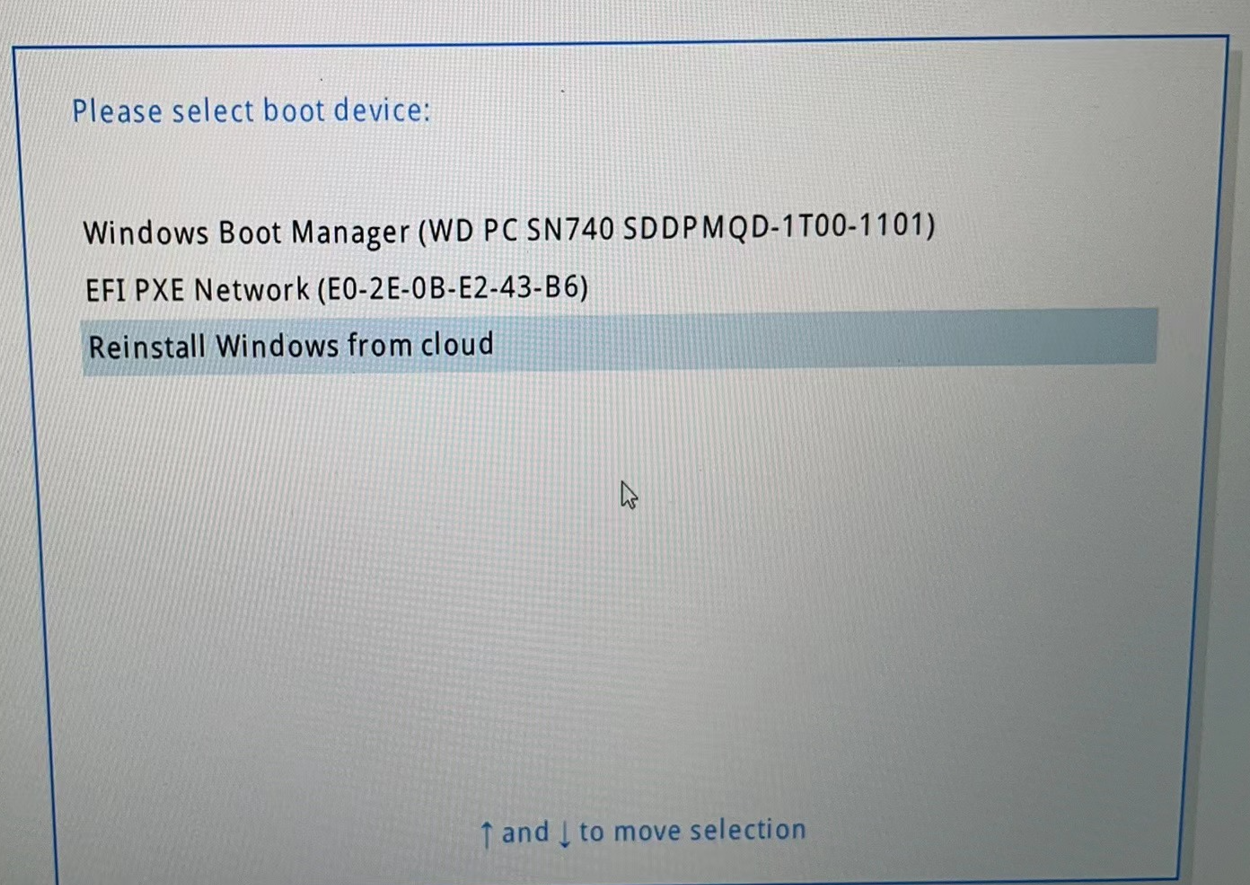 Please select boot device:
Windows Boot Manager (WD PC SN740 SDDPMQD-1T00-1101)
EFI PXE Network (E0-2E-0B-E2-43-B6)
Reinstall Windows from cloud
↑ and ↓ to move selection